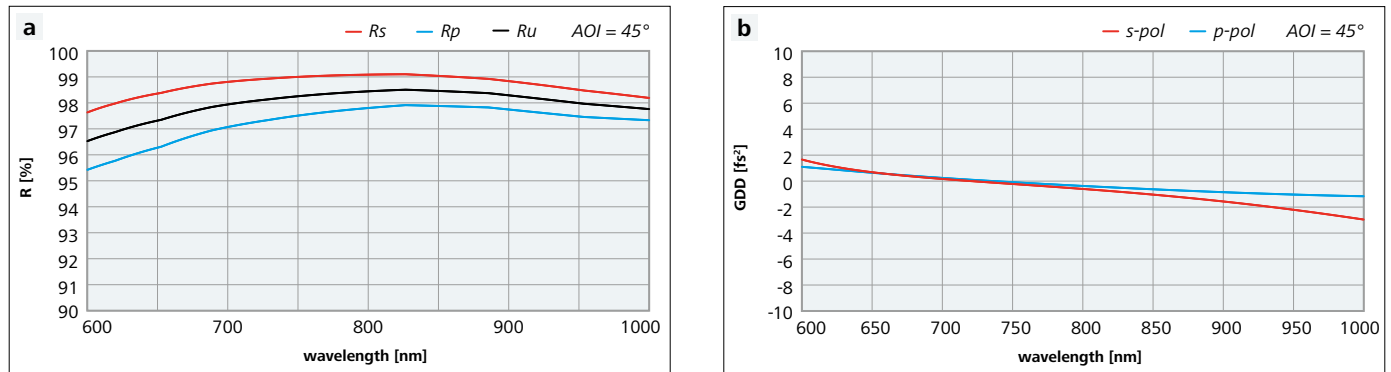 a
Rs Rp Ru AOI = 45°
100
99
98
97
96
95
94
93
92
91
90
R [%]
600 700 800 900 1000
wavelength [nm]
b
s-pol p-pol AOI = 45°
10
8
6
4
2
0
-2
-4
-6
-8
-10
GDD [fs²]
600 650 700 750 800 850 900 950 1000
wavelength [nm]